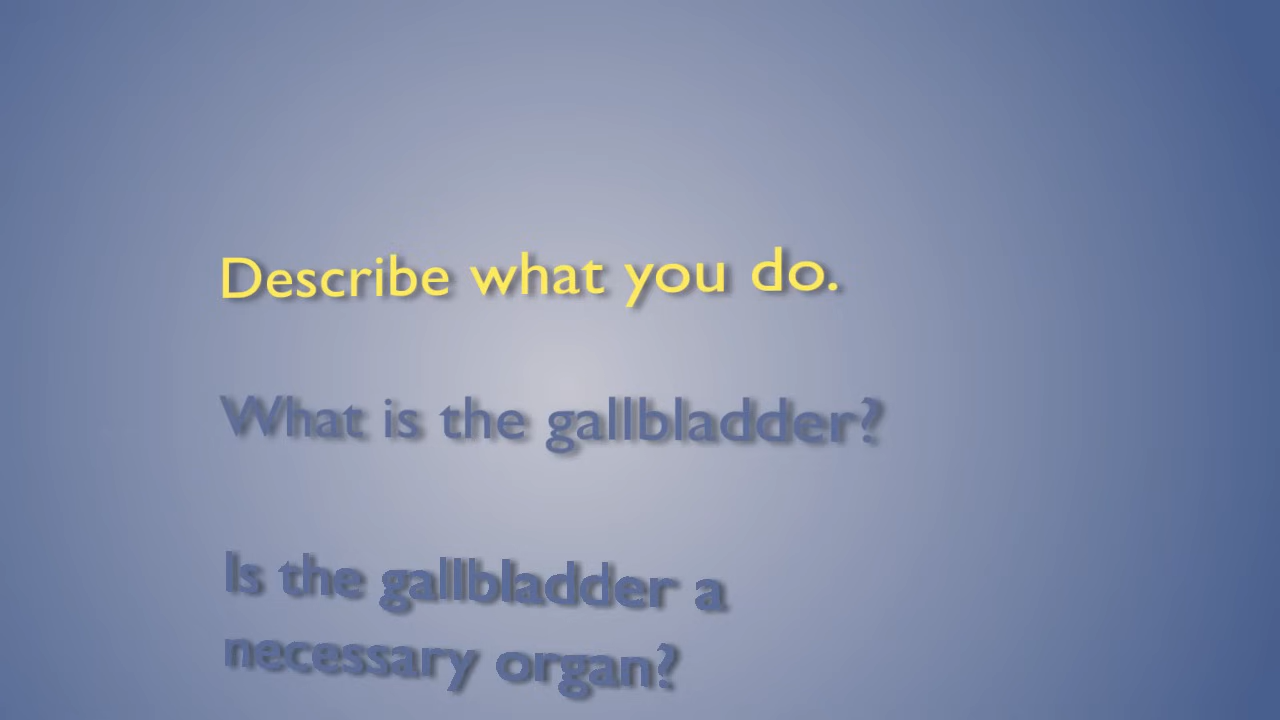 Describe what you do.
What is the gallbladder?
Is the gallbladder a
necessary organ?